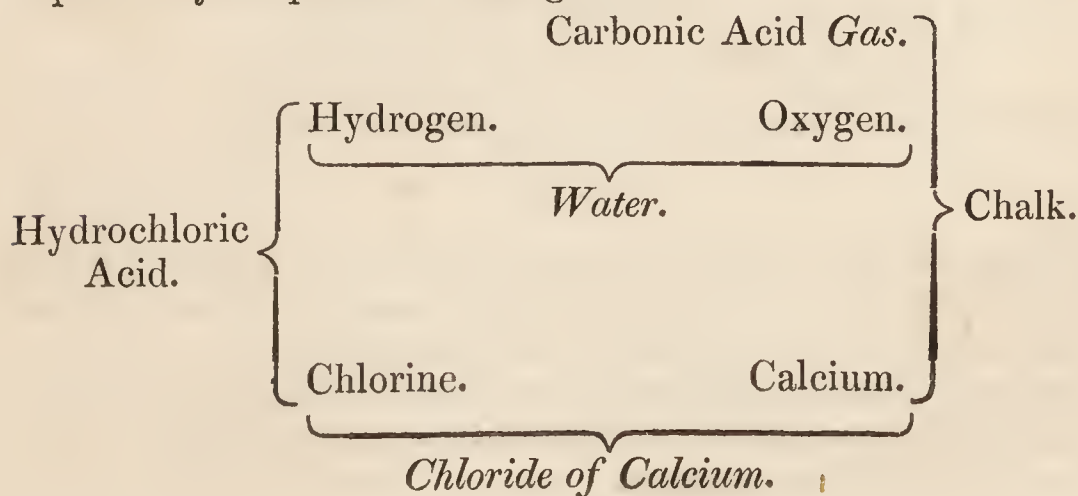 Carbonic Acid Gas.
Hydrogen. Oxygen.
Water.
Hydrochloric
Acid.
Chalk.
Chlorine. Calcium.
Chloride of Calcium.